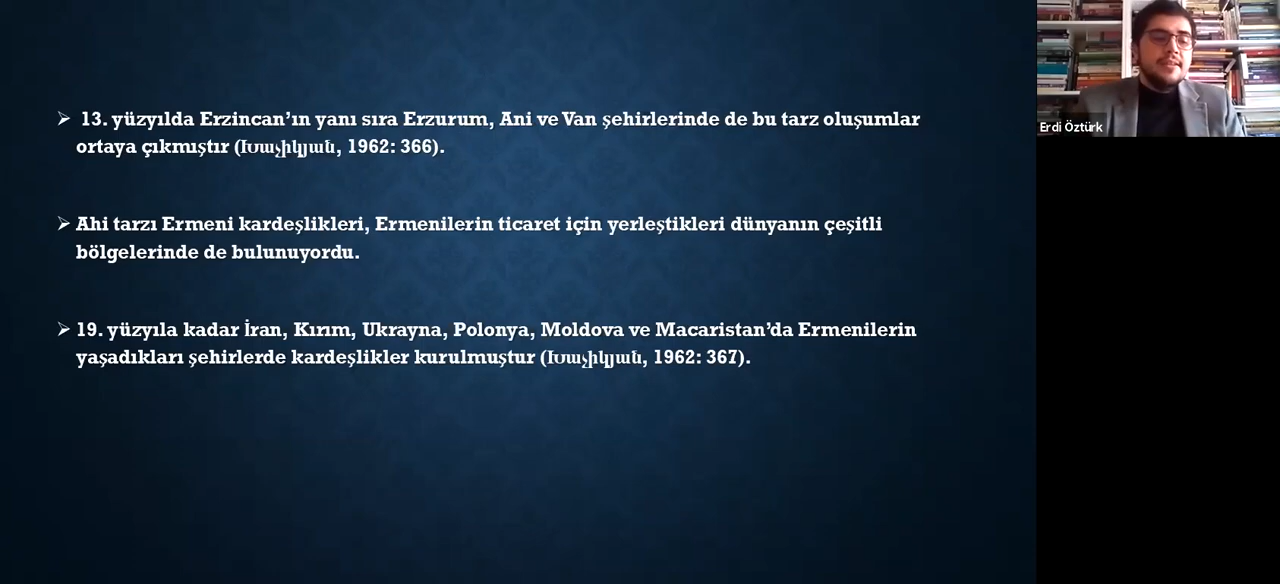 ➢ 13. yüzyılda Erzincan’ın yanı sıra Erzurum, Ani ve Van şehirlerinde de bu tarz oluşumlar
ortaya çıkmıştır (Խաչիկյան, 1962: 366).
➢ Ahi tarzı Ermeni kardeşlikleri, Ermenilerin ticaret için yerleştikleri dünyanın çeşitli
bölgelerinde de bulunuyordu.
➢ 19. yüzyıla kadar İran, Kırım, Ukrayna, Polonya, Moldova ve Macaristan’da Ermenilerin
yaşadıkları şehirlerde kardeşlikler kurulmuştur (Խաչիկյան, 1962: 367).
Erdi Öztürk